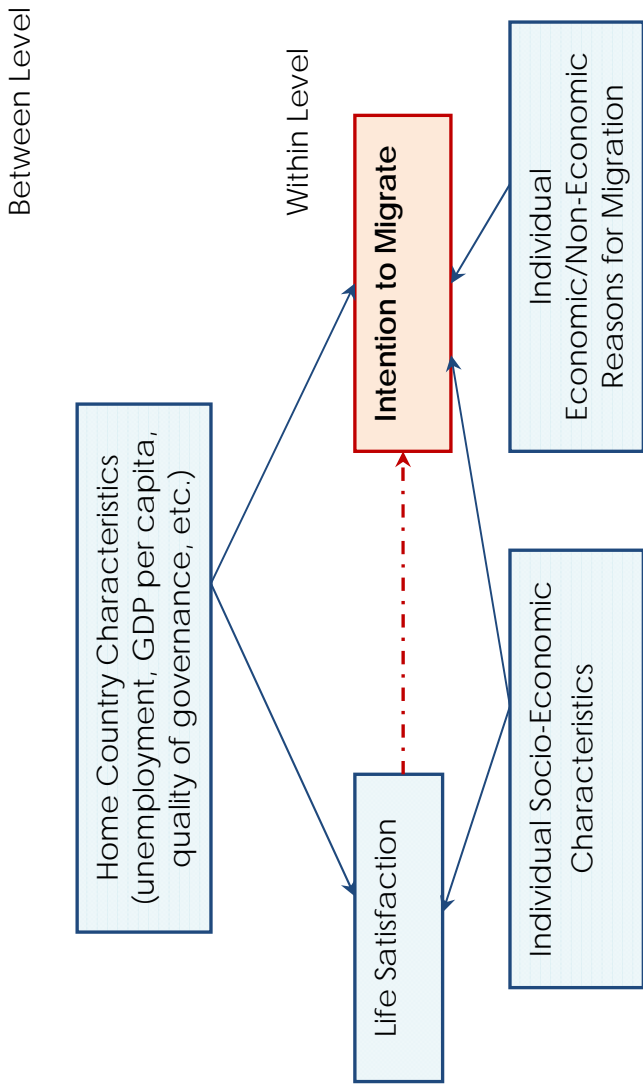 Between Level
Home Country Characteristics
(unemployment, GDP per capita,
quality of governance, etc.)
Within Level
Life Satisfaction
Intention to Migrate
Individual Socio-Economic
Characteristics
Individual
Economic/Non-Economic
Reasons for Migration